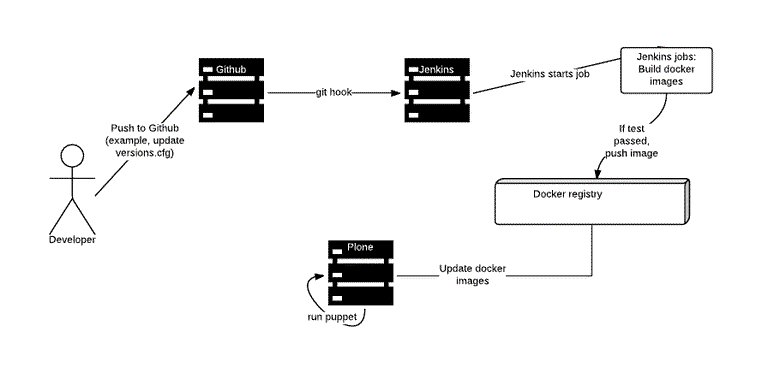 Github
Jenkins
Jenkins jobs:
Build docker
images
git hook
Jenkins starts job
Push to Github
(example, update
versions.cfg)
If test
passed,
push image
Docker registry
Developer
Plone
Update docker
images
run puppet